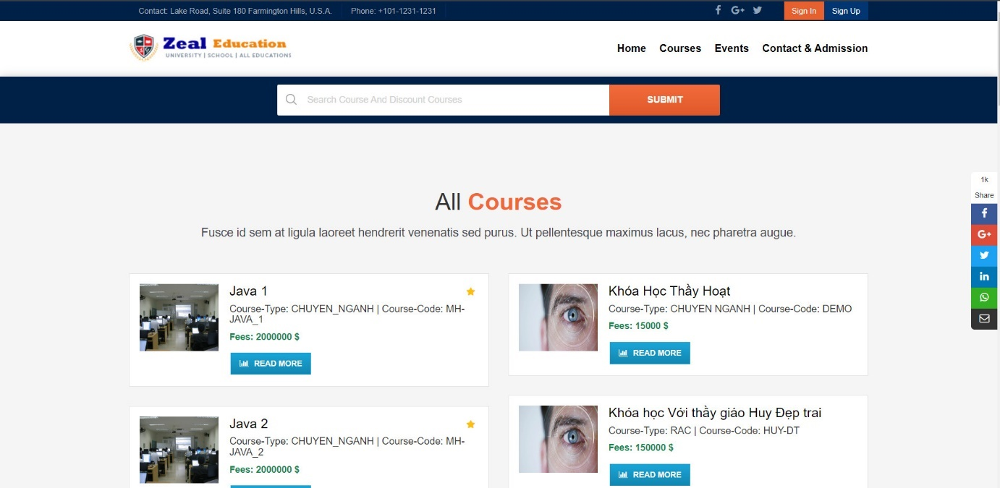 Contact: Lake Road, Suite 180 Farmington Hills, U.S.A.
Phone: +101-1231-1231
Sign In
Sign Up
Zeal Education
UNIVERSITY | SCHOOL | ALL EDUCATIONS
Home
Courses
Events
Contact & Admission
Search Course And Discount Courses
SUBMIT
1k
Share
All Courses
Fusce id sem at ligula laoreet hendrerit venenatis sed purus. Ut pellentesque maximus lacus, nec pharetra augue.
Java 1
Course-Type: CHUYEN_NGANH | Course-Code: MH-
JAVA_1
Fees: 2000000 $
READ MORE
Khóa Học Thầy Hoạt
Course-Type: CHUYEN NGANH | Course-Code: DEMO
Fees: 15000 $
READ MORE
Java 2
Course-Type: CHUYEN_NGANH | Course-Code: MH-
JAVA_2
Fees: 2000000 $
Khóa học Với thầy giáo Huy Đẹp trai
Course-Type: RAC | Course-Code: HUY-DT
Fees: 150000 $
READ MORE